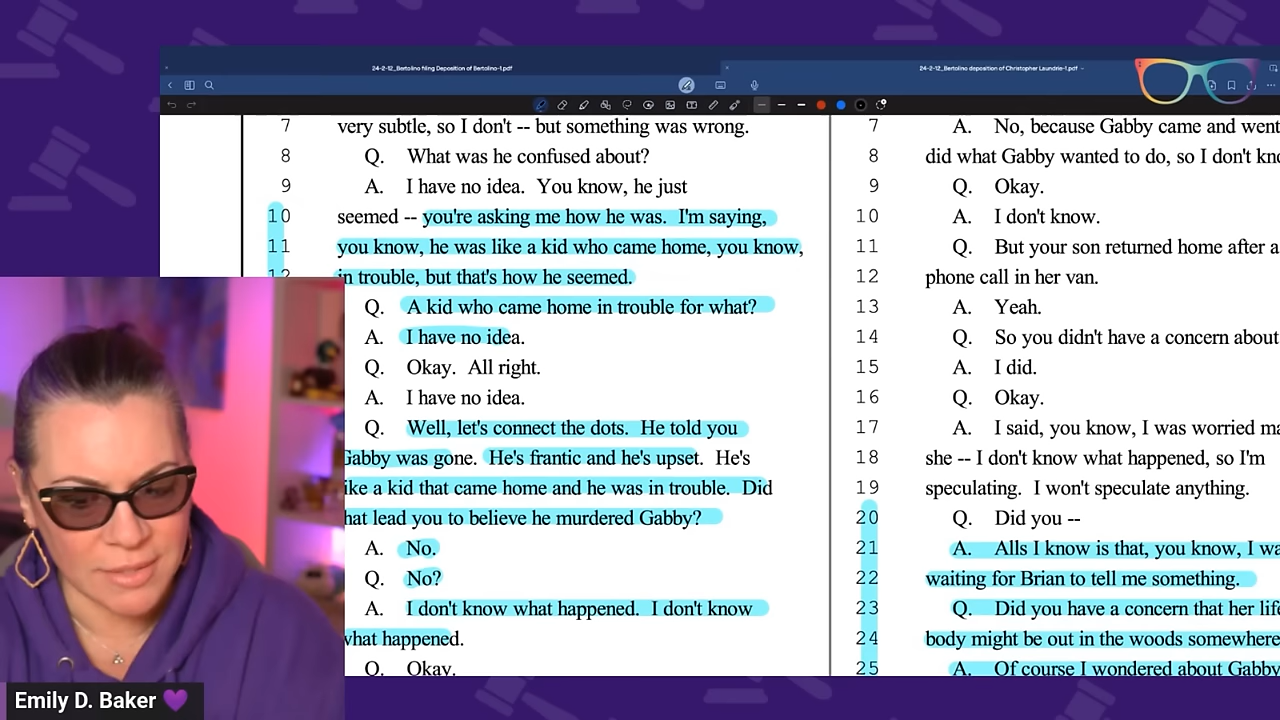 24-2-12_Bertolino filing Deposition of Bertolino-1.pdf
24-2-12_Bertolino deposition of Christopher Laundrie-1.pdf
7 very subtle, so I don't -- but something was wrong.
8 Q. What was he confused about?
9 A. I have no idea. You know, he just
10 seemed -- you're asking me how he was. I'm saying,
11 you know, he was like a kid who came home, you know,
12 in trouble, but that's how he seemed.
Q. A kid who came home in trouble for what?
A. I have no idea.
Q. Okay. All right.
A. I have no idea.
Q. Well, let's connect the dots. He told you
Gabby was gone. He's frantic and he's upset. He's
like a kid that came home and he was in trouble. Did
that lead you to believe he murdered Gabby?
A. No.
Q. No?
A. I don't know what happened. I don't know
what happened.
Q. Okay.
7 A. No, because Gabby came and went
8 did what Gabby wanted to do, so I don't
9 Q. Okay.
10 A. I don't know.
11 Q. But your son returned home after a
12 phone call in her van.
13 A. Yeah.
14 Q. So you didn't have a concern about
15 A. I did.
16 Q. Okay.
17 A. I said, you know, I was worried
18 she -- I don't know what happened, so I'm
19 speculating. I won't speculate anything.
20 Q. Did you --
21 A. Alls I know is that, you know, I
22 waiting for Brian to tell me something.
23 Q. Did you have a concern that her
24 body might be out in the woods somewhere
25 A. Of course I wondered about Gabby
Emily D. Baker 💜